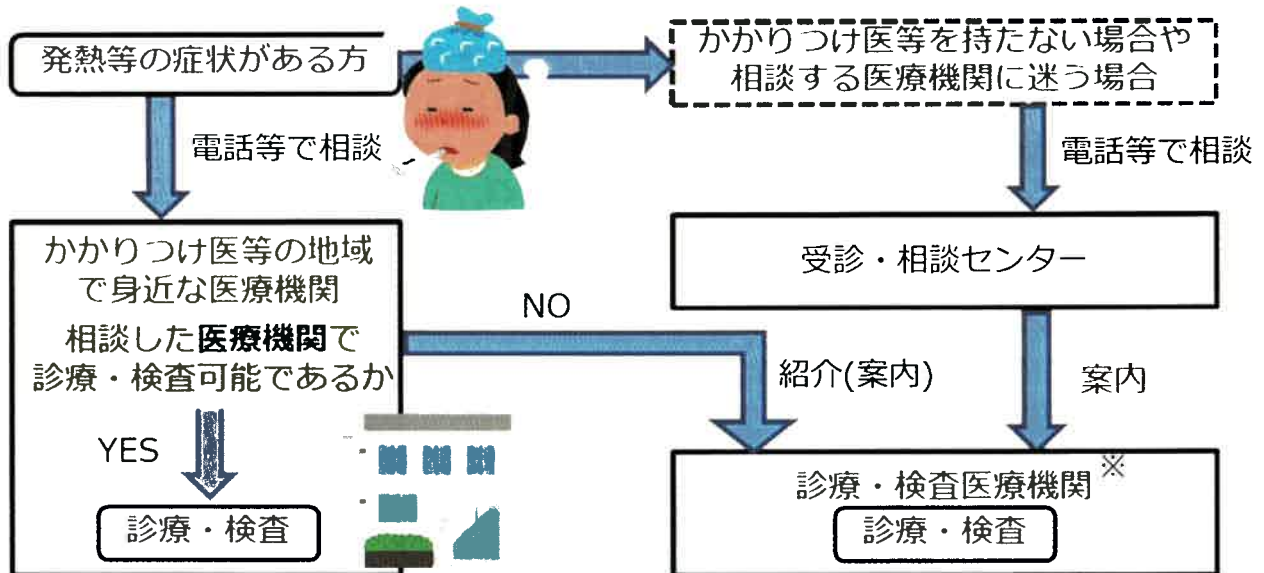 発熱等の症状がある方
かかりつけ医等を持たない場合や
相談する医療機関に迷う場合
電話等で相談
電話等で相談
かかりつけ医等の地域
で身近な医療機関
相談した医療機関で
診療・検査可能であるか
YES
診療・検査
NO
紹介(案内)
受診・相談センター
案内
診療・検査医療機関※
診療・検査